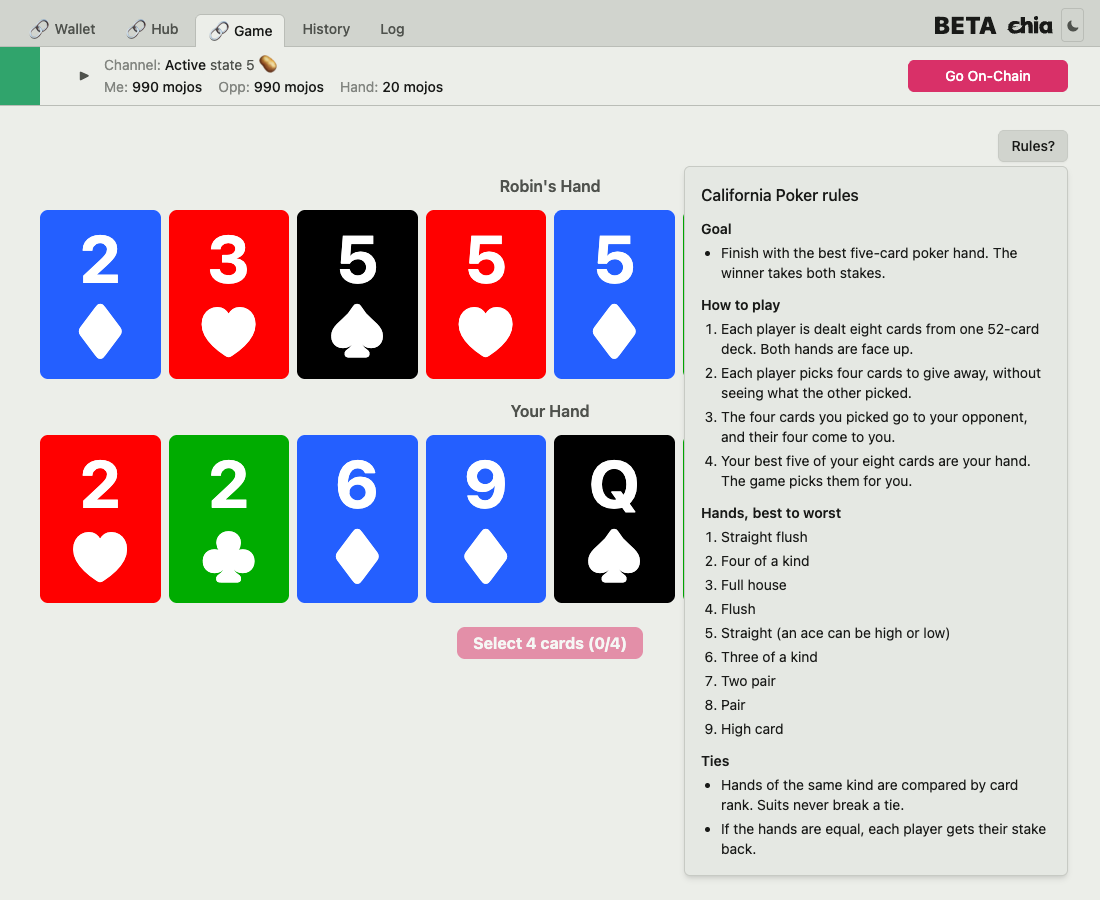 Wallet Hub Game History Log BETA chia
Channel: Active state 5
Me: 990 mojos Opp: 990 mojos Hand: 20 mojos
Go On-Chain
Rules?
Robin's Hand
2 3 5 5 5
Your Hand
2 2 6 9 Q
Select 4 cards (0/4)
California Poker rules
Goal
• Finish with the best five-card poker hand. The
winner takes both stakes.
How to play
1. Each player is dealt eight cards from one 52-card
deck. Both hands are face up.
2. Each player picks four cards to give away, without
seeing what the other picked.
3. The four cards you picked go to your opponent,
and their four come to you.
4. Your best five of your eight cards are your hand.
The game picks them for you.
Hands, best to worst
1. Straight flush
2. Four of a kind
3. Full house
4. Flush
5. Straight (an ace can be high or low)
6. Three of a kind
7. Two pair
8. Pair
9. High card
Ties
• Hands of the same kind are compared by card
rank. Suits never break a tie.
• If the hands are equal, each player gets their stake
back.